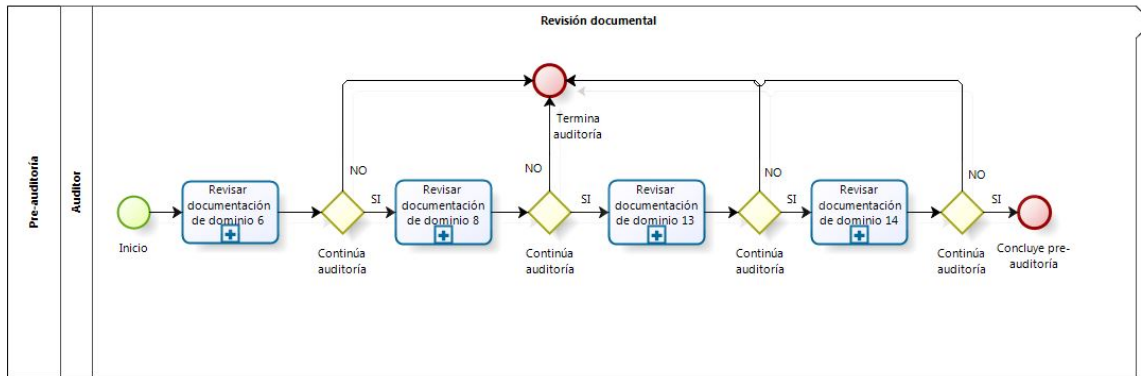 Revisión documental
Pre-auditoría
Auditor
Inicio
Revisar
documentación
de dominio 6
NO
SI
Continúa
auditoría
Revisar
documentación
de dominio 8
Termina
auditoría
NO
SI
Continúa
auditoría
Revisar
documentación
de dominio 13
NO
SI
Continúa
auditoría
Revisar
documentación
de dominio 14
NO
SI
Continúa
auditoría
Concluye pre-
auditoría